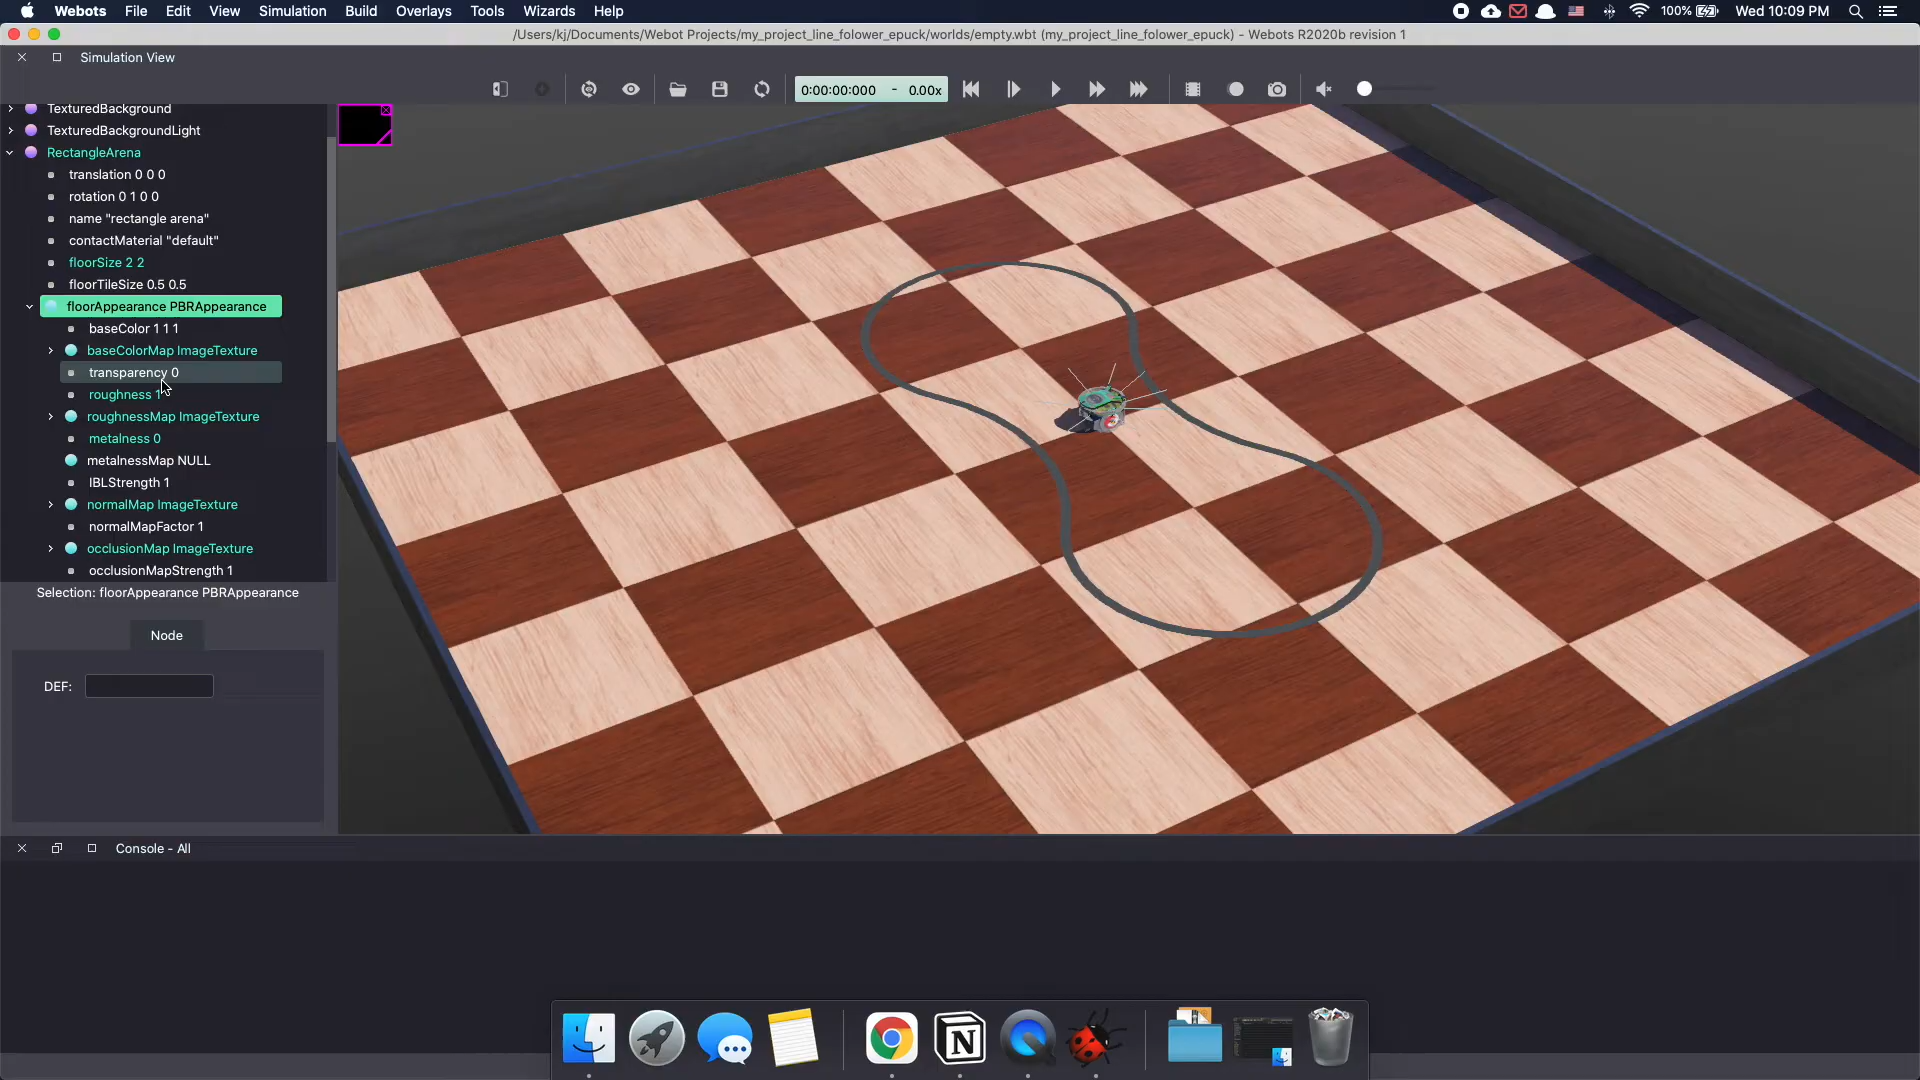 Webots File Edit View Simulation Build Overlays Tools Wizards Help 100% Wed 10:09 PM
/Users/kj/Documents/Webot Projects/my_project_line_folower_epuck/worlds/empty.wbt (my_project_line_folower_epuck) - Webots R2020b revision 1
Simulation View
0:00:00:000 - 0.00x
TexturedBackground
TexturedBackgroundLight
RectangleArena
translation 0 0 0
rotation 0 1 0 0
name "rectangle arena"
contactMaterial "default"
floorSize 2 2
floorTileSize 0.5 0.5
floorAppearance PBRAppearance
baseColor 1 1 1
baseColorMap ImageTexture
transparency 0
roughness 1
roughnessMap ImageTexture
metalness 0
metalnessMap NULL
IBLStrength 1
normalMap ImageTexture
normalMapFactor 1
occlusionMap ImageTexture
occlusionMapStrength 1
Selection: floorAppearance PBRAppearance
Node
DEF:
Console - All